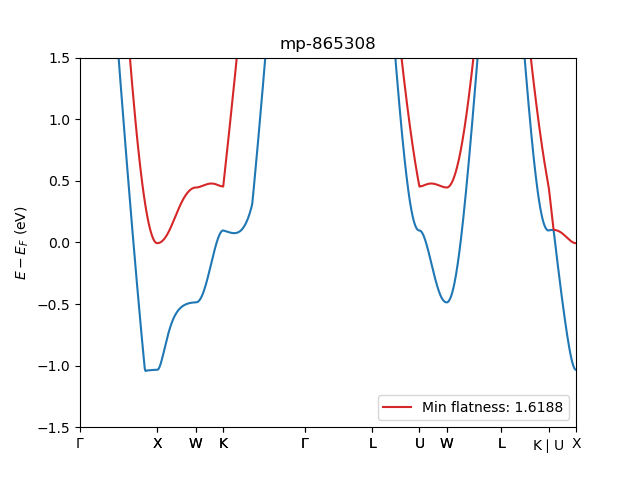 mp-865308
E − E_F (eV)
1.5
1.0
0.5
0.0
−0.5
−1.0
−1.5
Min flatness: 1.6188
Γ X W K Γ L U W L K | U X